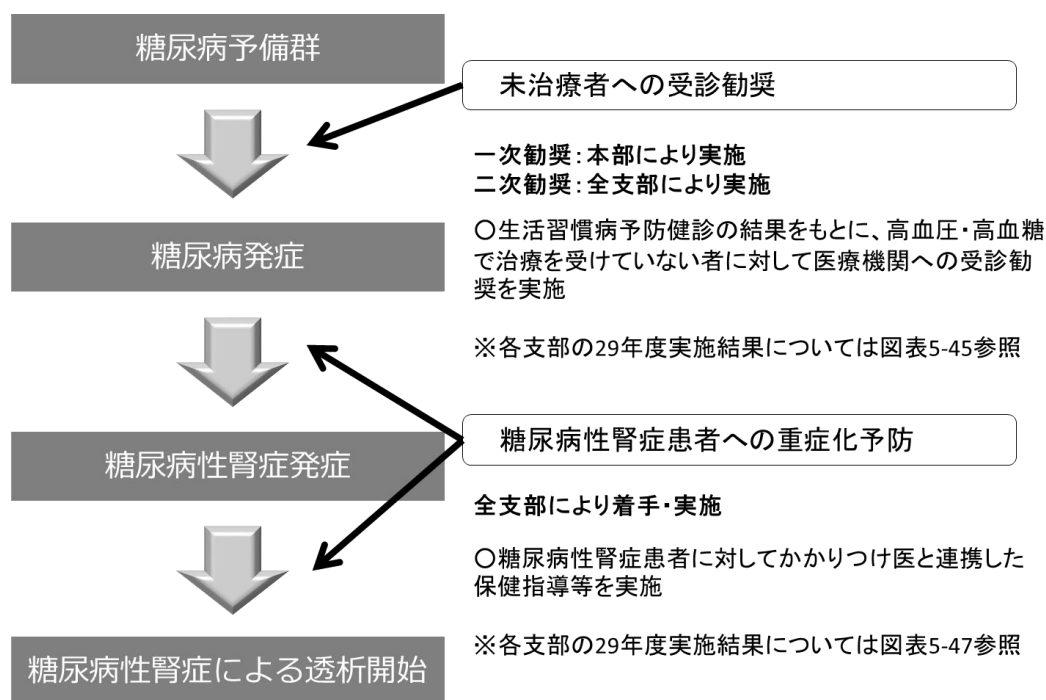 糖尿病予備群
未治療者への受診勧奨
一次勧奨：本部により実施
二次勧奨：全支部により実施
糖尿病発症
○生活習慣病予防健診の結果をもとに、高血圧・高血糖
で治療を受けていない者に対して医療機関への受診勧
奨を実施
※各支部の29年度実施結果については図表5-45参照
糖尿病性腎症発症
糖尿病性腎症患者への重症化予防
全支部により着手・実施
○糖尿病性腎症患者に対してかかりつけ医と連携した
保健指導等を実施
※各支部の29年度実施結果については図表5-47参照
糖尿病性腎症による透析開始